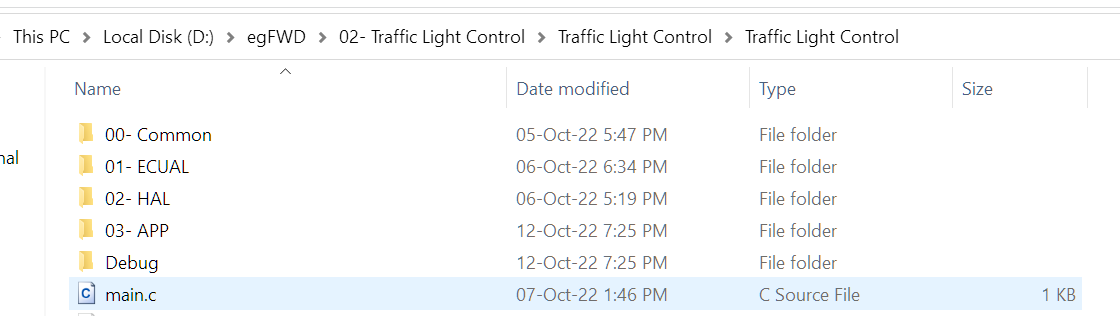 This PC > Local Disk (D:) > egFWD > 02- Traffic Light Control > Traffic Light Control > Traffic Light Control
Name Date modified Type Size
00- Common 05-Oct-22 5:47 PM File folder
nal
01- ECUAL 06-Oct-22 6:34 PM File folder
02- HAL 06-Oct-22 5:19 PM File folder
03- APP 12-Oct-22 7:25 PM File folder
Debug 12-Oct-22 7:25 PM File folder
main.c 07-Oct-22 1:46 PM C Source File 1 KB